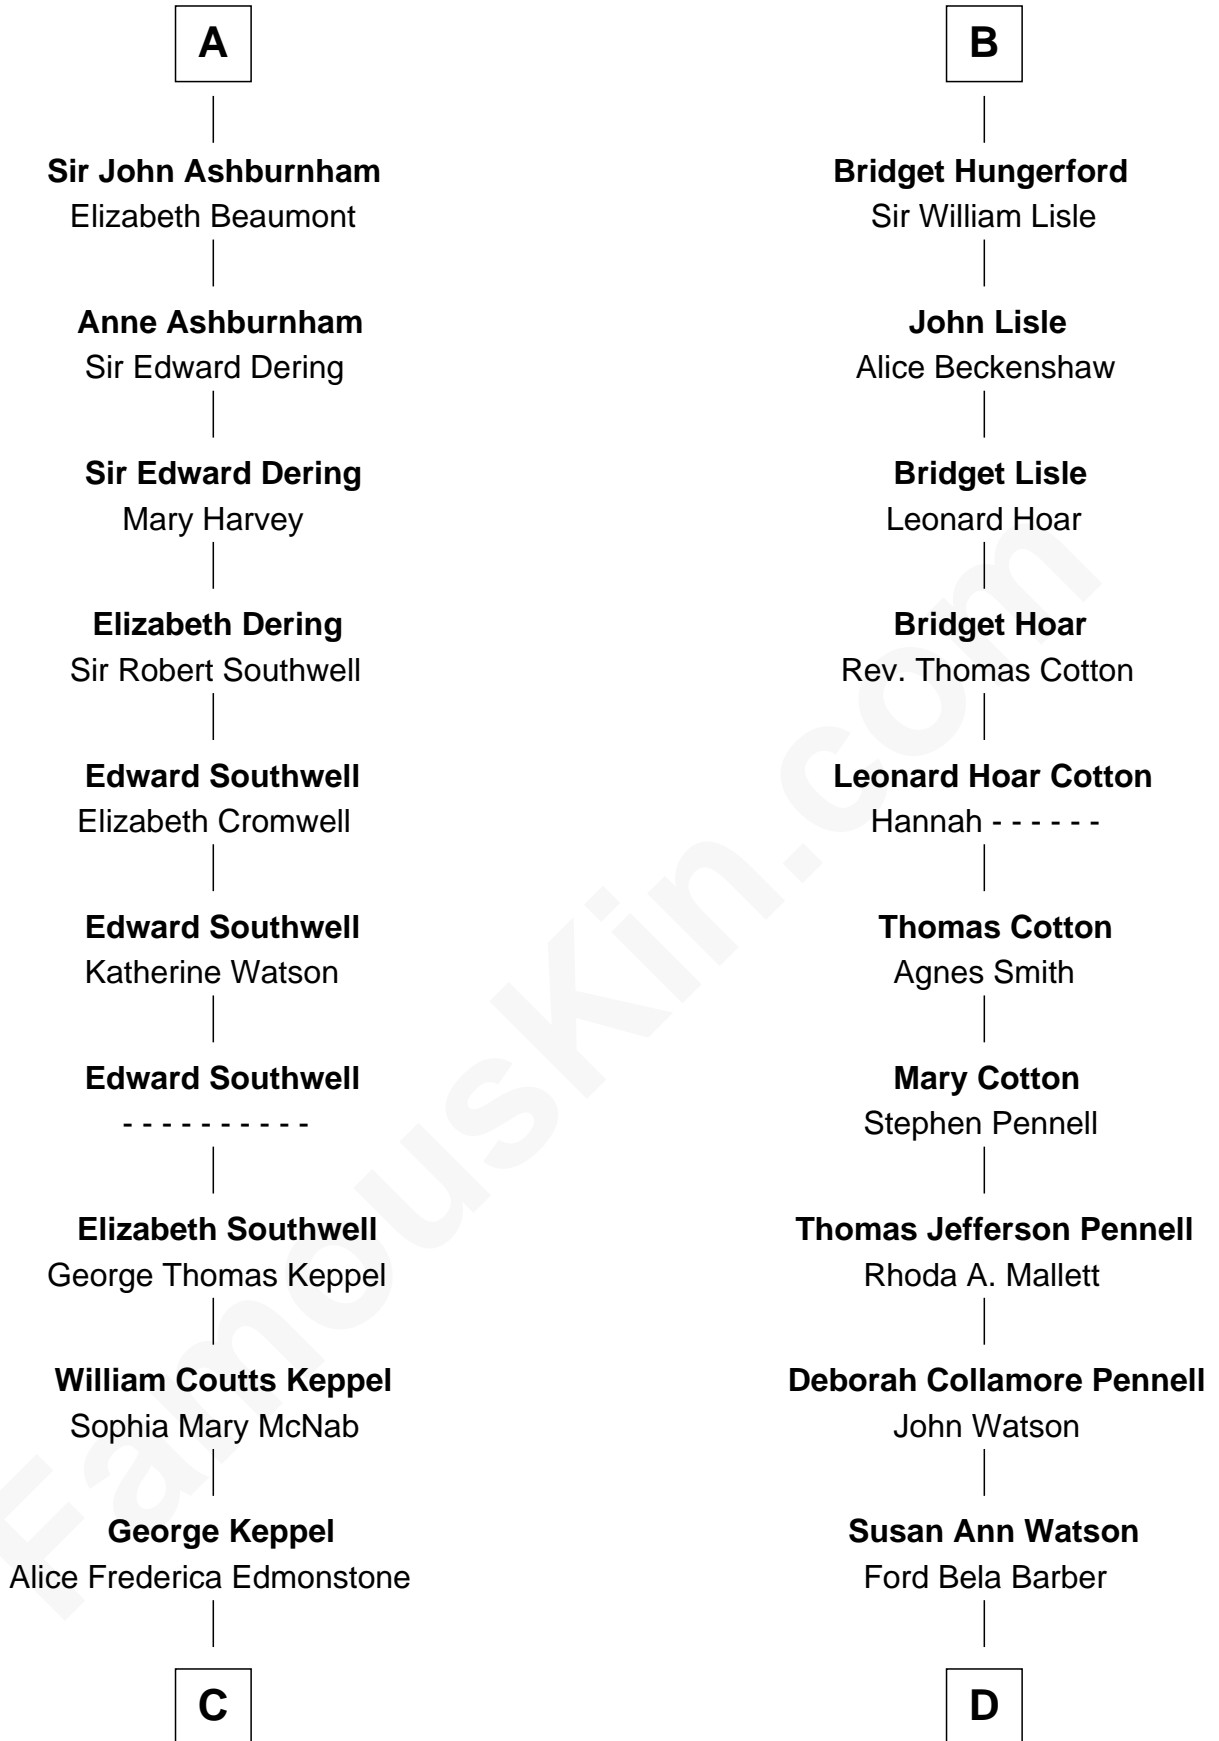 A
Sir John Ashburnham
Elizabeth Beaumont
Anne Ashburnham
Sir Edward Dering
Sir Edward Dering
Mary Harvey
Elizabeth Dering
Sir Robert Southwell
Edward Southwell
Elizabeth Cromwell
Edward Southwell
Katherine Watson
Edward Southwell
- - - - - - - - - -
Elizabeth Southwell
George Thomas Keppel
William Coutts Keppel
Sophia Mary McNab
George Keppel
Alice Frederica Edmonstone
C
B
Bridget Hungerford
Sir William Lisle
John Lisle
Alice Beckenshaw
Bridget Lisle
Leonard Hoar
Bridget Hoar
Rev. Thomas Cotton
Leonard Hoar Cotton
Hannah - - - - - -
Thomas Cotton
Agnes Smith
Mary Cotton
Stephen Pennell
Thomas Jefferson Pennell
Rhoda A. Mallett
Deborah Collamore Pennell
John Watson
Susan Ann Watson
Ford Bela Barber
D
FamousKin.com